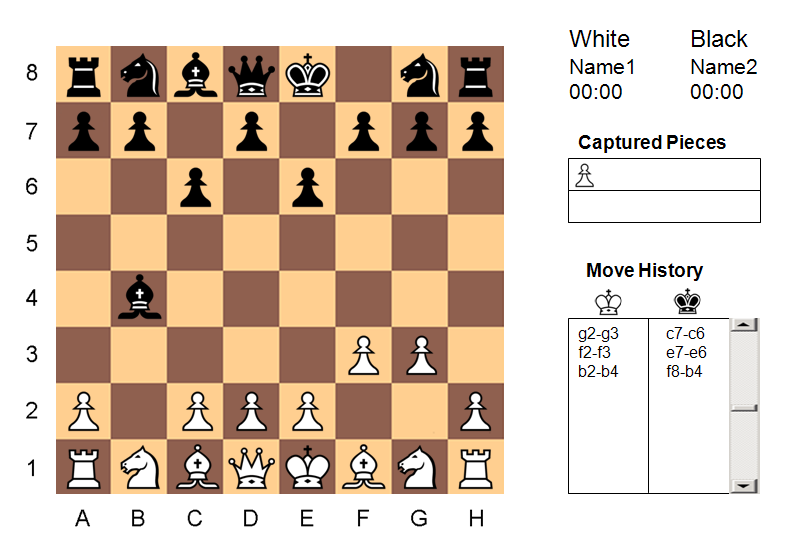 White Black
Name1 Name2
00:00 00:00
Captured Pieces
Move History
g2-g3 c7-c6
f2-f3 e7-e6
b2-b4 f8-b4
8
7
6
5
4
3
2
1
A B C D E F G H